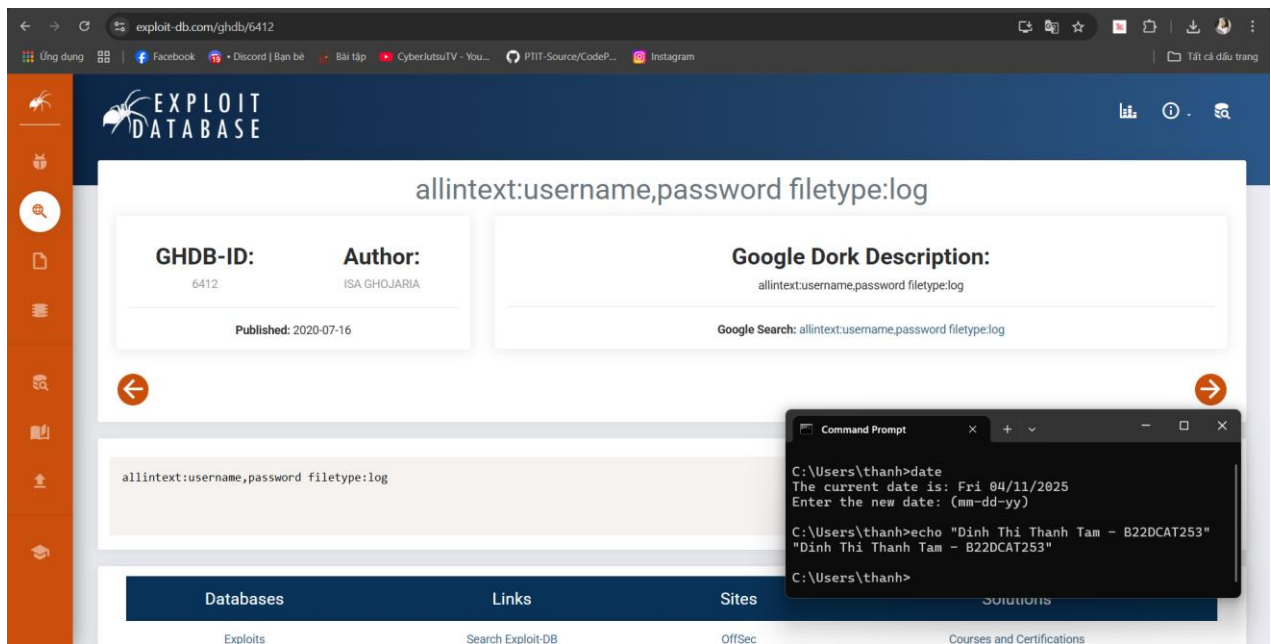 exploit-db.com/ghdb/6412
Ứng dụng Facebook • Discord | Bạn bè Bài tập CyberJutsuTV - You... PTIT-Source/CodeP... Instagram Tất cả dấu trang
EXPLOIT
DATABASE
allintext:username,password filetype:log
GHDB-ID:
6412
Author:
ISA GHOJARIA
Published: 2020-07-16
Google Dork Description:
allintext:username,password filetype:log
Google Search: allintext:username,password filetype:log
allintext:username,password filetype:log
Command Prompt
C:\Users\thanh>date
The current date is: Fri 04/11/2025
Enter the new date: (mm-dd-yy)
C:\Users\thanh>echo "Dinh Thi Thanh Tam - B22DCAT253"
"Dinh Thi Thanh Tam - B22DCAT253"
C:\Users\thanh>
Databases Links Sites Solutions
Exploits Search Exploit-DB OffSec Courses and Certifications